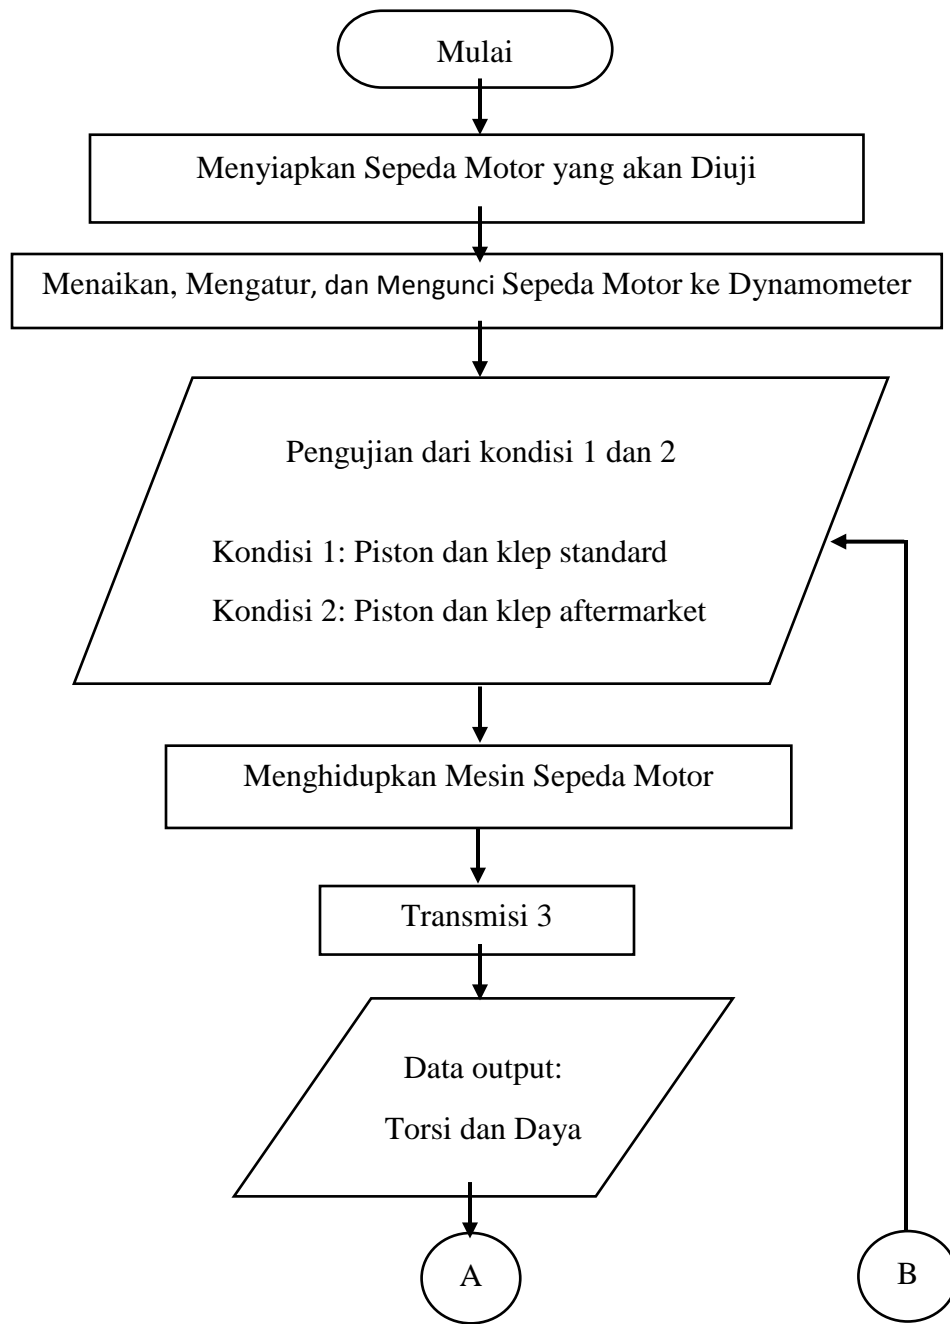 Mulai
Menyiapkan Sepeda Motor yang akan Diuji
Menaikan, Mengatur, dan Mengunci Sepeda Motor ke Dynamometer
Pengujian dari kondisi 1 dan 2
Kondisi 1: Piston dan klep standard
Kondisi 2: Piston dan klep aftermarket
Menghidupkan Mesin Sepeda Motor
Transmisi 3
Data output:
Torsi dan Daya
A
B